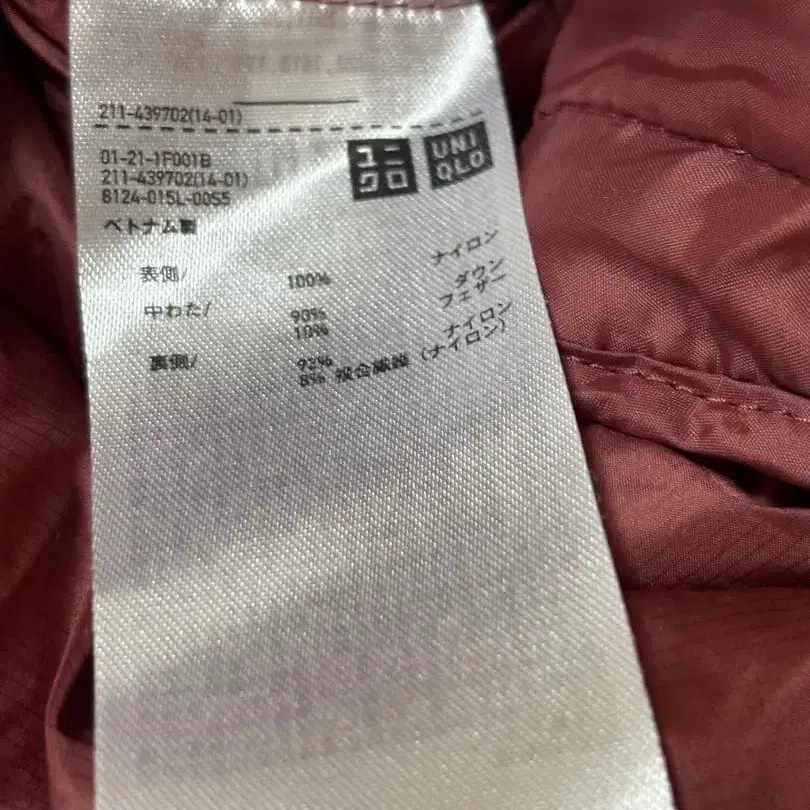 211-439702(14-01)
01-21-1F001B
211-439702(14-01)
8124-015L-00S5
ユニクロ
UNI
QLO
ベトナム製
表側/ 100% ナイロン
中わた/ 90% ダウン
10% フェザー
裏側/ 92% ナイロン
8% 複合繊維 (ナイロン)